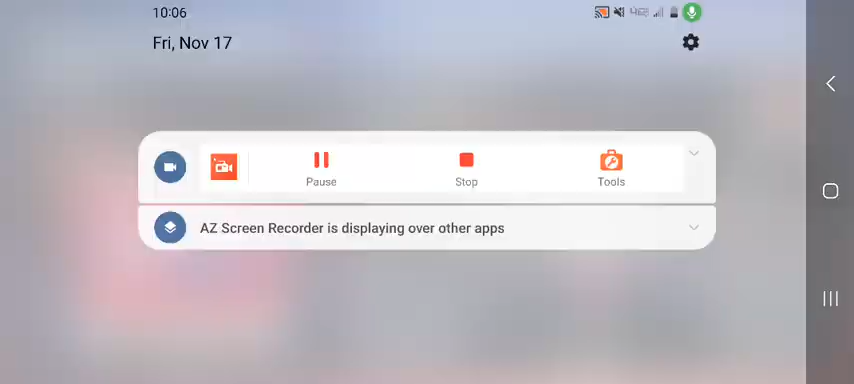 10:06
Fri, Nov 17
Pause
Stop
Tools
AZ Screen Recorder is displaying over other apps